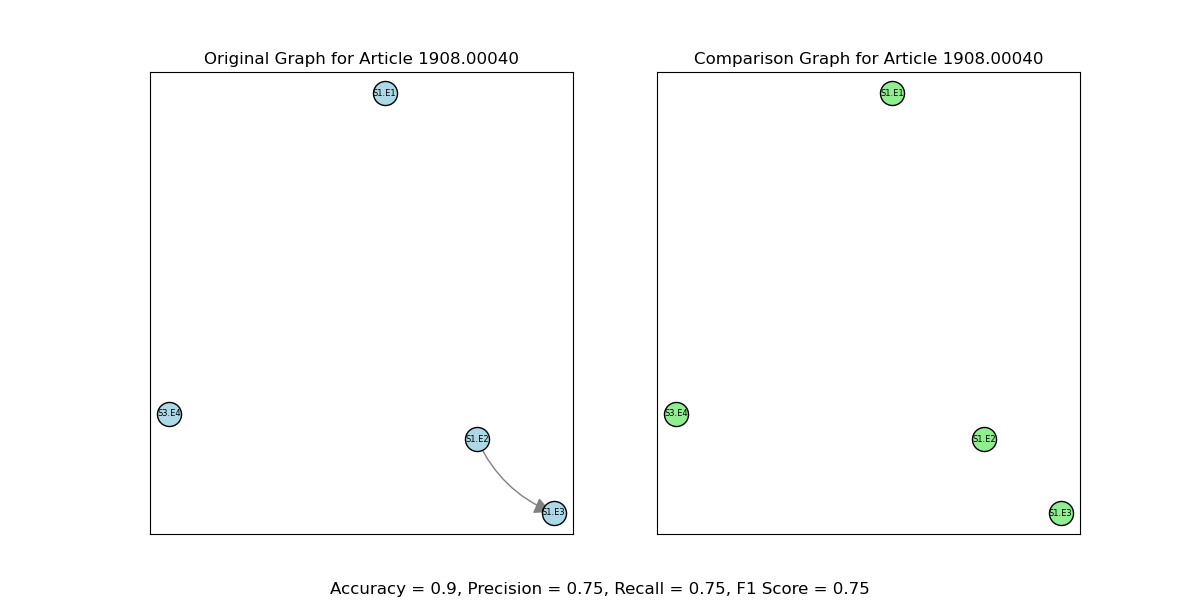 Original Graph for Article 1908.00040
Comparison Graph for Article 1908.00040
S1.E1
S1.E1
S3.E4
S3.E4
S1.E2
S1.E2
S1.E3
S1.E3
Accuracy = 0.9, Precision = 0.75, Recall = 0.75, F1 Score = 0.75